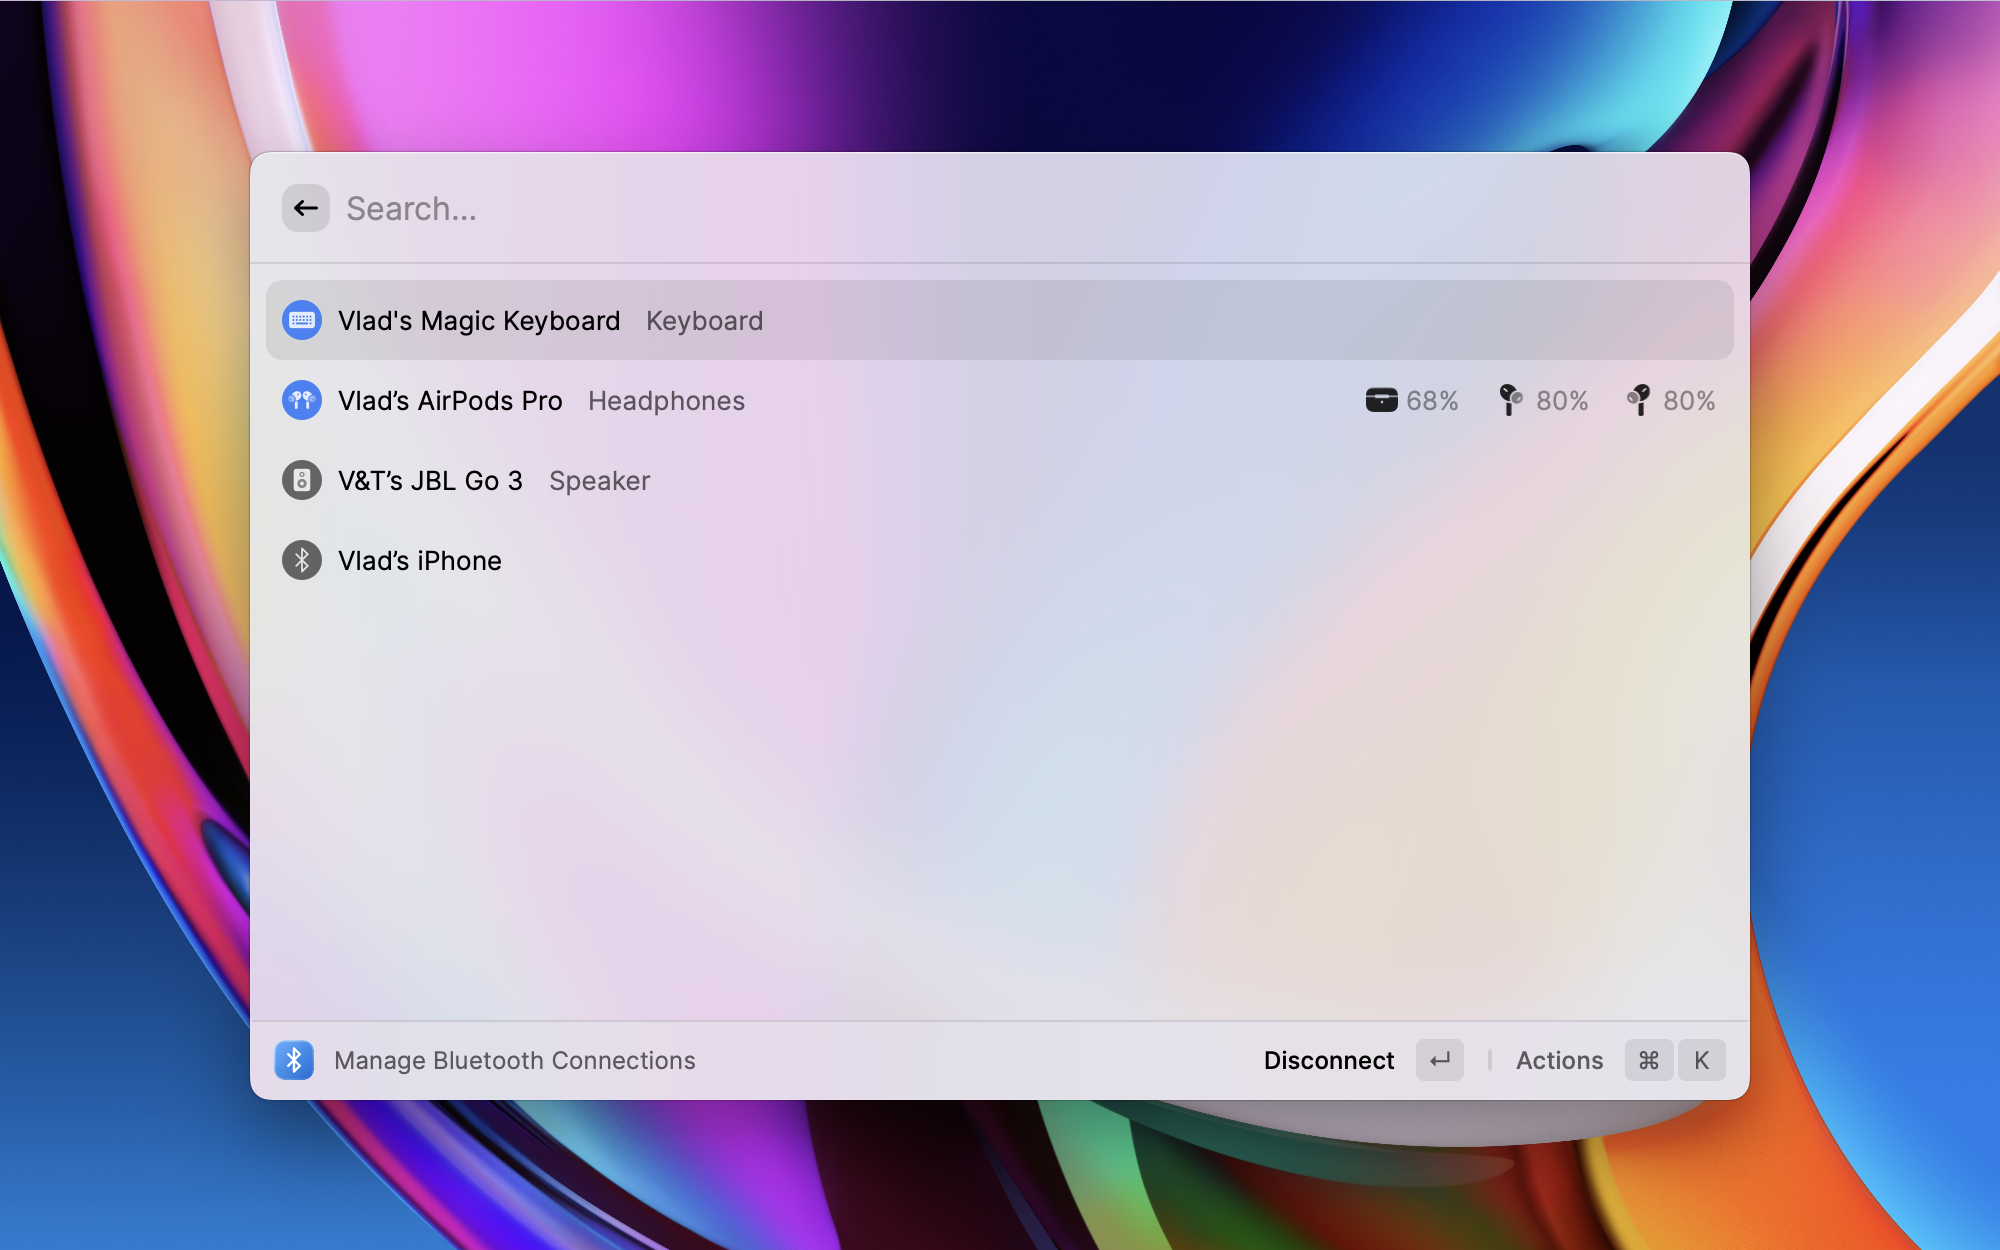 Search...
Vlad's Magic Keyboard Keyboard
Vlad’s AirPods Pro Headphones 68% 80% 80%
V&T’s JBL Go 3 Speaker
Vlad’s iPhone
Manage Bluetooth Connections Disconnect ↵ Actions ⌘ K